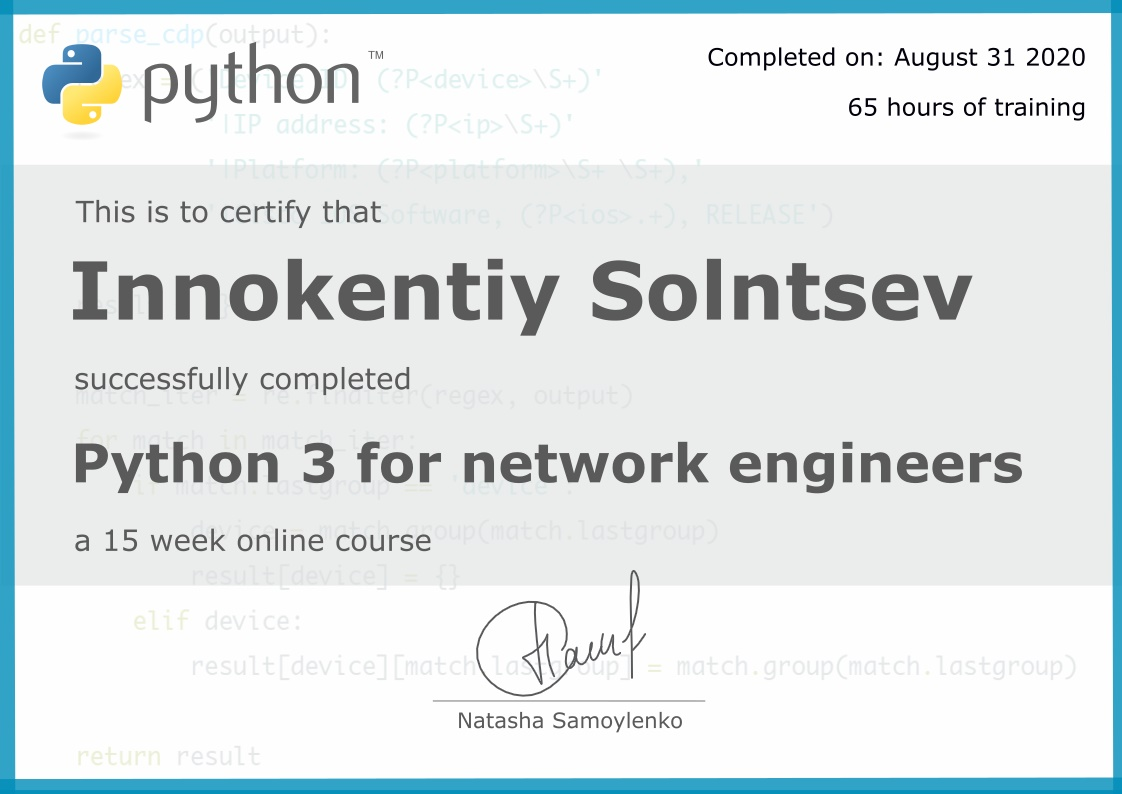 def parse_cdp(output):
python™
Completed on: August 31 2020
65 hours of training
Device ID: (?P<device>\S+)'
'|IP address: (?P<ip>\S+)'
'|Platform: (?P<platform>\S+ \S+),'
This is to certify that
Software, (?P<ios>.+), RELEASE')
Innokentiy Solntsev
successfully completed
match_iter = re.finditer(regex, output)
for match in match_iter:
Python 3 for network engineers
if match.lastgroup == 'device':
device = match.group(match.lastgroup)
a 15 week online course
result[device] = {}
elif device:
result[device][match.lastgroup] = match.group(match.lastgroup)
Natasha Samoylenko
return result